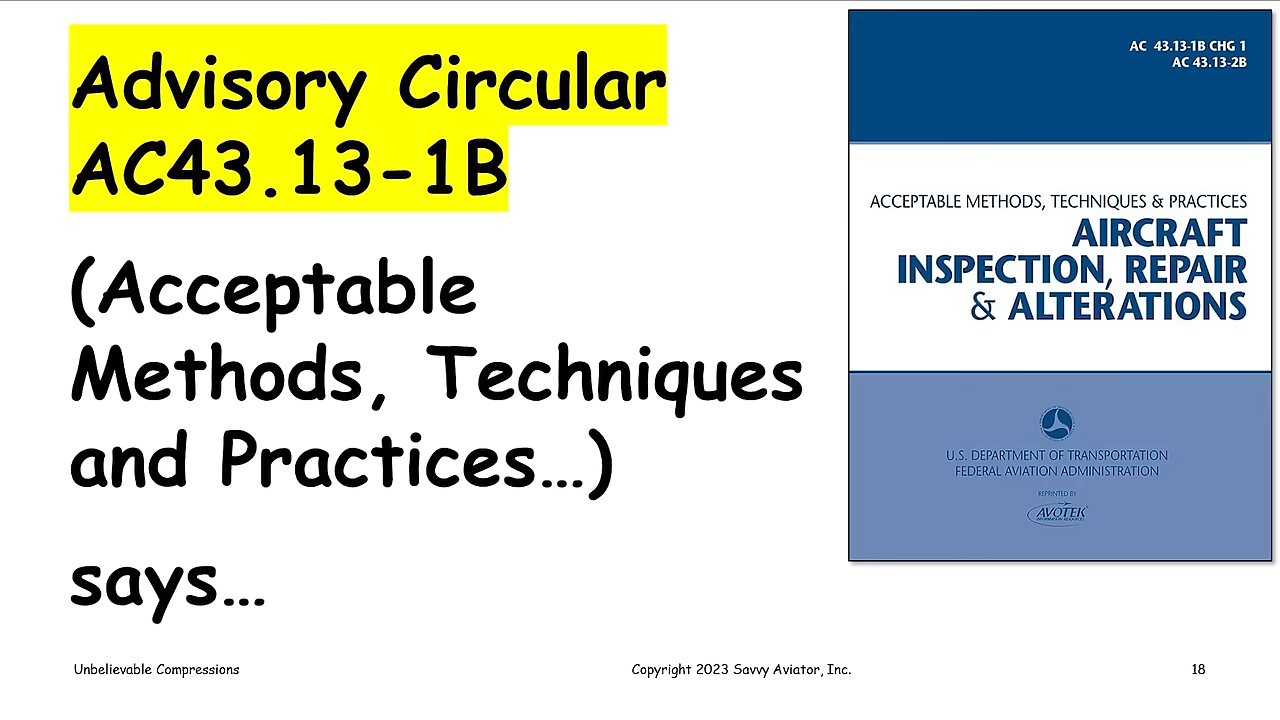 Advisory Circular
AC43.13-1B
(Acceptable
Methods, Techniques
and Practices…)
says…
AC 43.13-1B CHG 1
AC 43.13-2B
ACCEPTABLE METHODS, TECHNIQUES & PRACTICES
AIRCRAFT
INSPECTION, REPAIR
& ALTERATIONS
U.S. DEPARTMENT OF TRANSPORTATION
FEDERAL AVIATION ADMINISTRATION
REPRINTED BY
AVOTEK
INFORMATION RESOURCES
Unbelievable Compressions
Copyright 2023 Savvy Aviator, Inc.
18